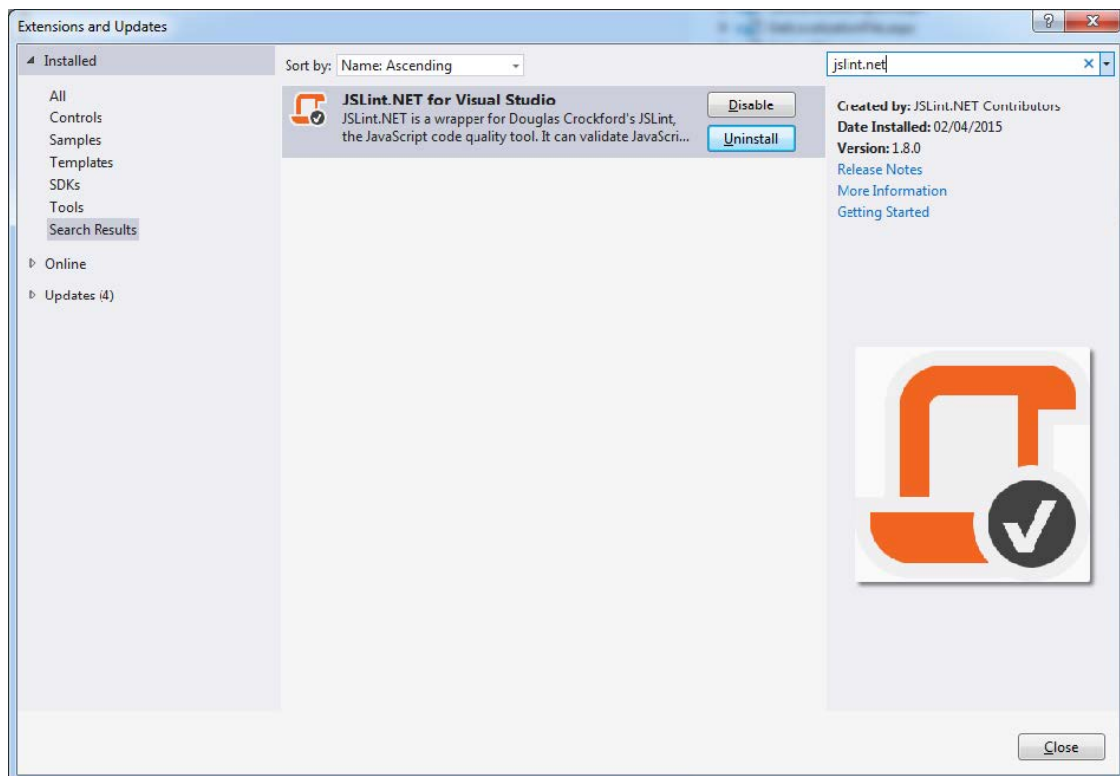 Extensions and Updates
Installed
All
Controls
Samples
Templates
SDKs
Tools
Search Results
Online
Updates (4)
Sort by: Name: Ascending
JSLint.NET for Visual Studio
JSLint.NET is a wrapper for Douglas Crockford's JSLint,
the JavaScript code quality tool. It can validate JavaScri...
Disable
Uninstall
jslint.net
Created by: JSLint.NET Contributors
Date Installed: 02/04/2015
Version: 1.8.0
Release Notes
More Information
Getting Started
Close